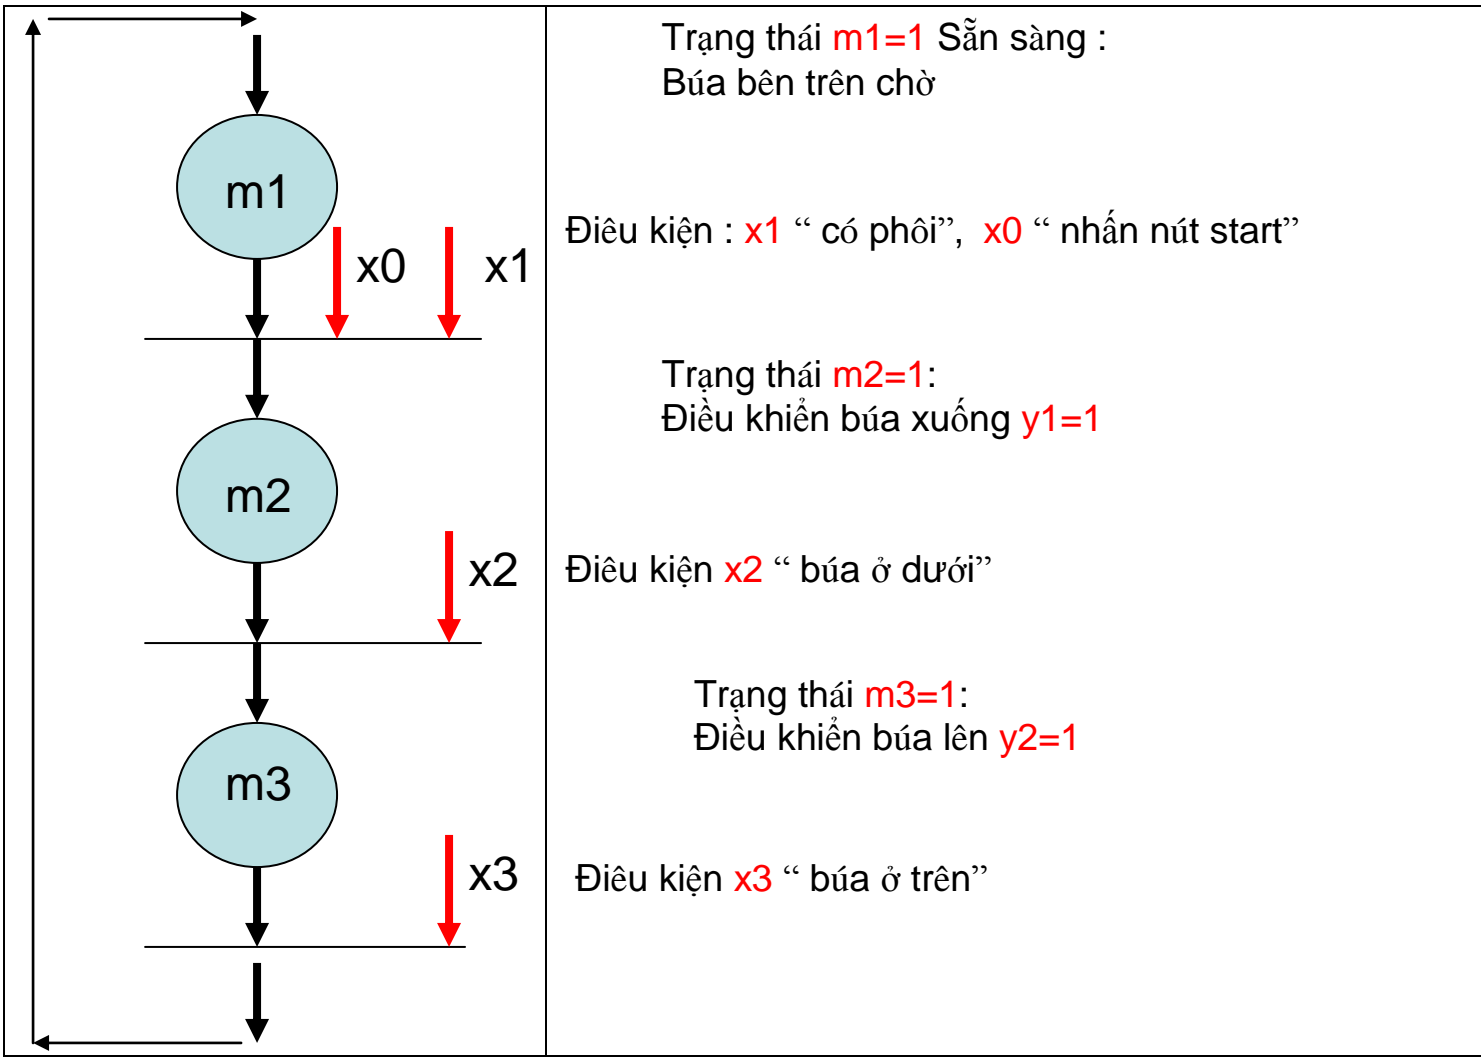 Trạng thái m1=1 Sẵn sàng :
Búa bên trên chờ
m1
x0
x1
Điêu kiện : x1 “ có phôi”, x0 “ nhấn nút start”
Trạng thái m2=1:
Điều khiển búa xuống y1=1
m2
x2
Điêu kiện x2 “ búa ở dưới”
Trạng thái m3=1:
Điều khiển búa lên y2=1
m3
x3
Điêu kiện x3 “ búa ở trên”